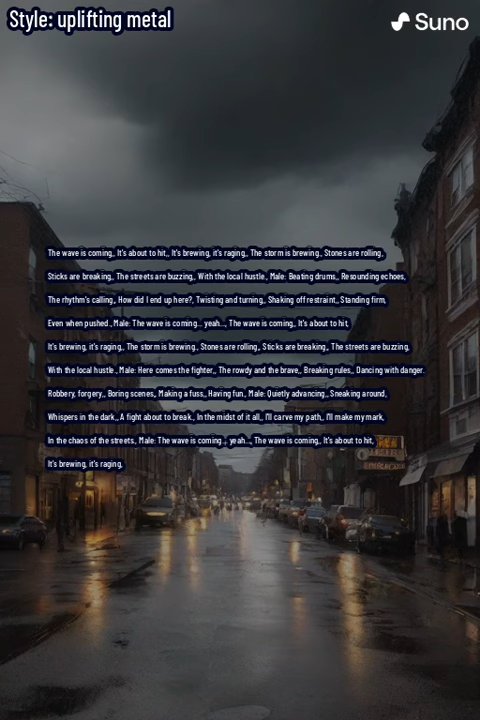 Style: uplifting metal
Suno
The wave is coming,, It's about to hit,, It's brewing, it's raging,, The storm is brewing,, Stones are rolling,
Sticks are breaking,, The streets are buzzing,, With the local hustle,, Male: Beating drums,, Resounding echoes,
The rhythm's calling,, How did I end up here?, Twisting and turning,, Shaking off restraint,, Standing firm,
Even when pushed., Male: The wave is coming... yeah..., The wave is coming,, It's about to hit,
It's brewing, it's raging,, The storm is brewing,, Stones are rolling,, Sticks are breaking,, The streets are buzzing,
With the local hustle., Male: Here comes the fighter,, The rowdy and the brave,, Breaking rules,, Dancing with danger.
Robbery, forgery,, Boring scenes,, Making a fuss,, Having fun., Male: Quietly advancing,, Sneaking around,
Whispers in the dark,, A fight about to break,, In the midst of it all,, I'll carve my path,, I'll make my mark,
In the chaos of the streets., Male: The wave is coming... yeah..., The wave is coming,, It's about to hit,
It's brewing, it's raging,